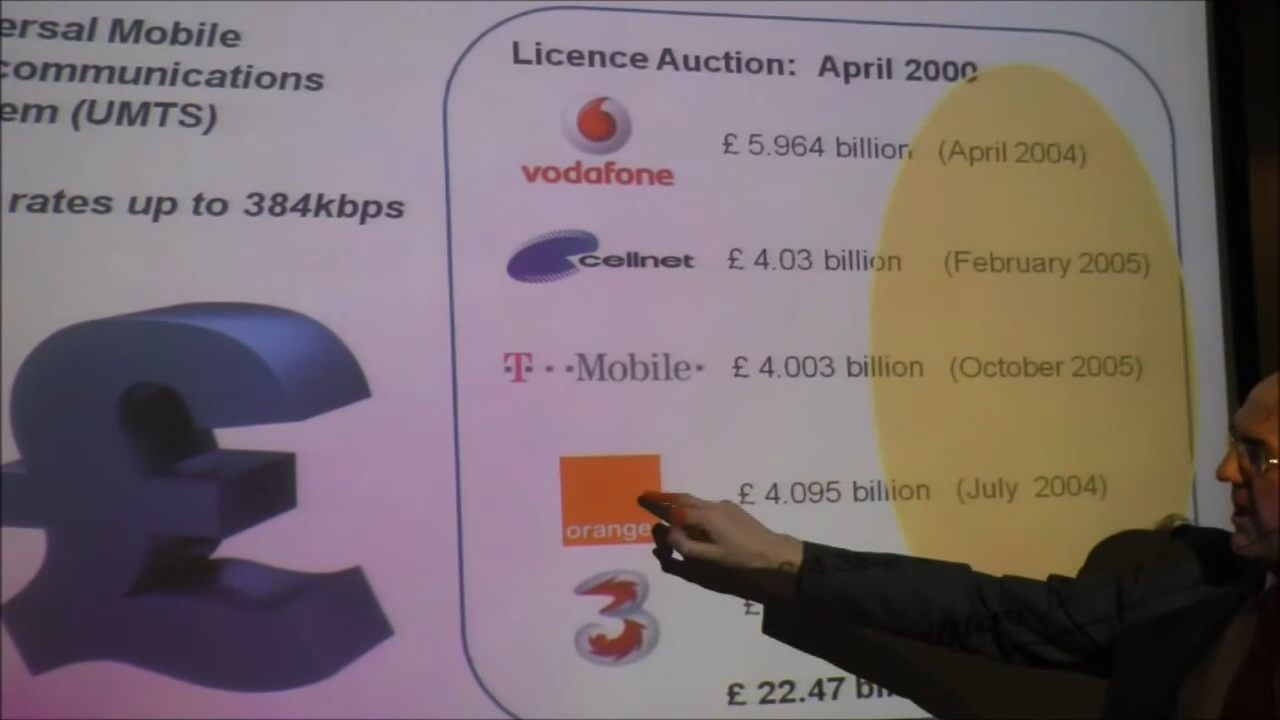 ersal Mobile
communications
em (UMTS)
rates up to 384kbps
Licence Auction: April 2000
vodafone
£ 5.964 billion (April 2004)
cellnet £ 4.03 billion (February 2005)
T··Mobile· £ 4.003 billion (October 2005)
orange £ 4.095 billion (July 2004)
3 £
£ 22.47